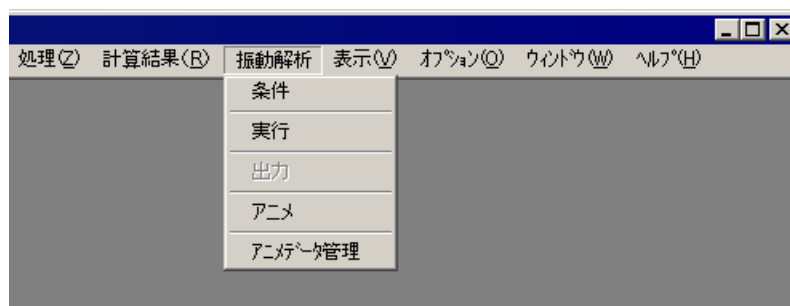 処理(Z) 計算結果(R) 振動解析 表示(V) ｵﾌﾟｼｮﾝ(O) ｳｨﾝﾄﾞｳ(W) ﾍﾙﾌﾟ(H)
条件
実行
出力
アニメ
ｱﾆﾒﾃﾞｰﾀ管理